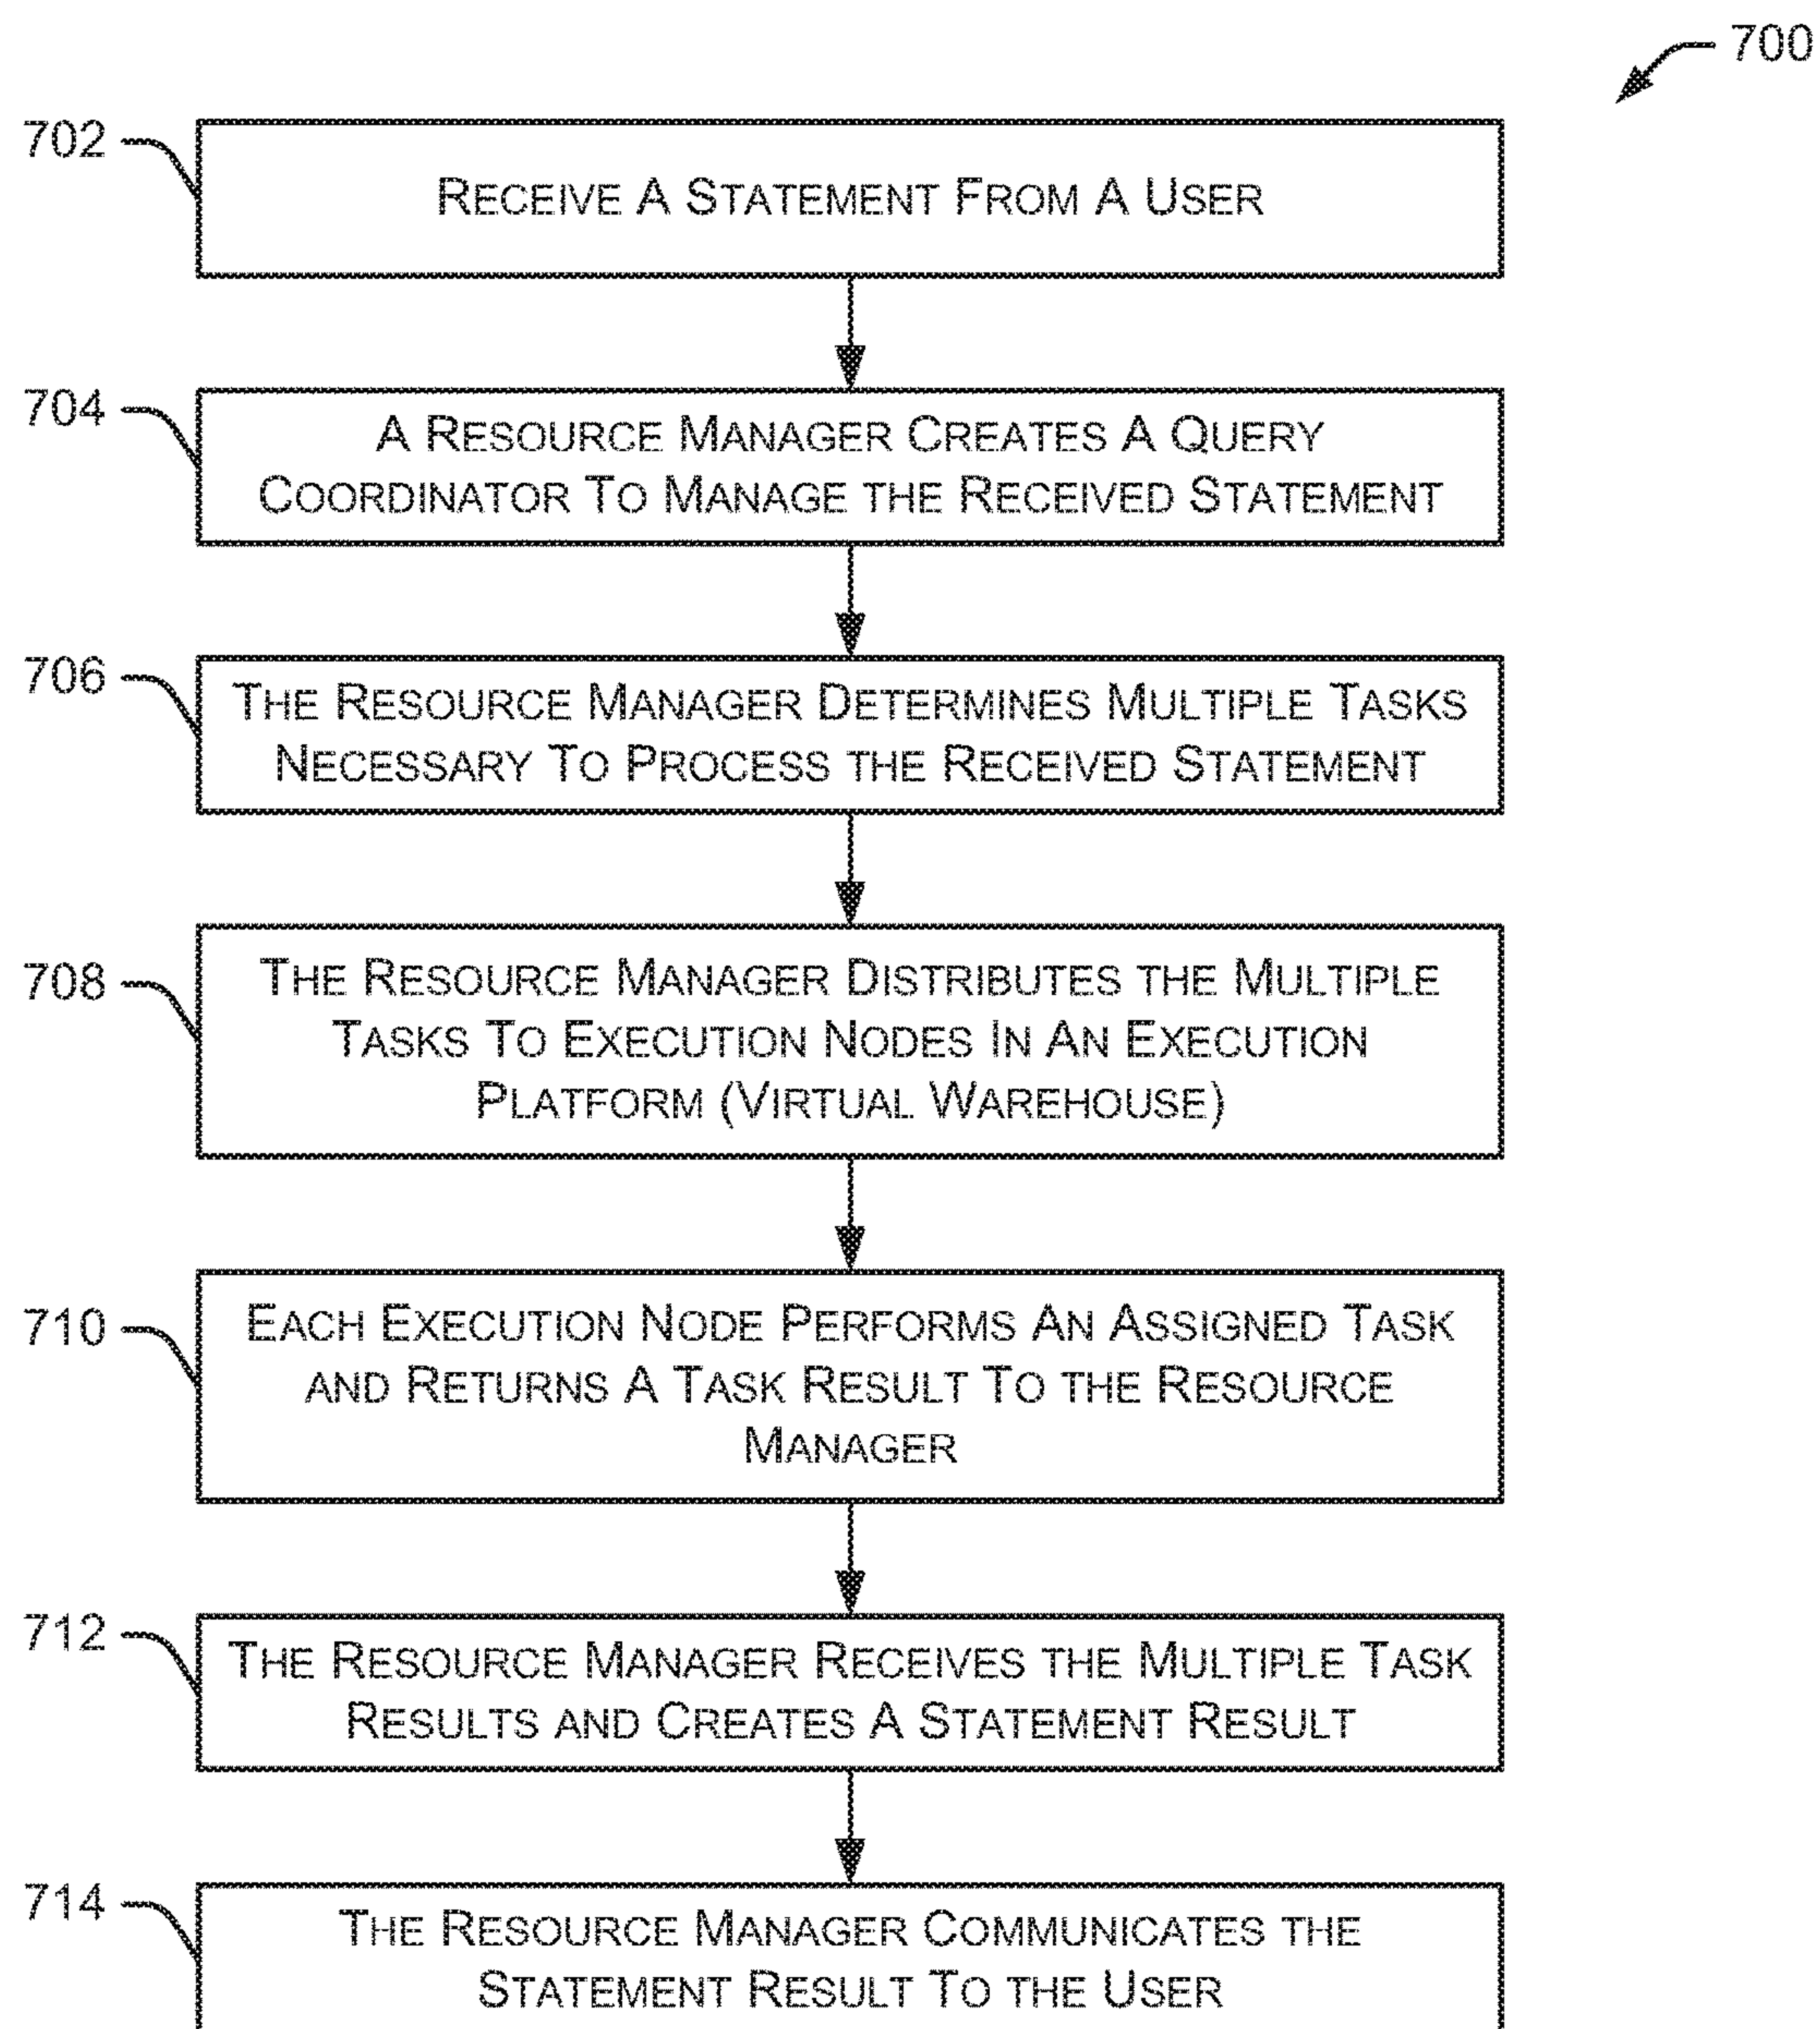 700
702
RECEIVE A STATEMENT FROM A USER
704
A RESOURCE MANAGER CREATES A QUERY
COORDINATOR TO MANAGE THE RECEIVED STATEMENT
706
THE RESOURCE MANAGER DETERMINES MULTIPLE TASKS
NECESSARY TO PROCESS THE RECEIVED STATEMENT
708
THE RESOURCE MANAGER DISTRIBUTES THE MULTIPLE
TASKS TO EXECUTION NODES IN AN EXECUTION
PLATFORM (VIRTUAL WAREHOUSE)
710
EACH EXECUTION NODE PERFORMS AN ASSIGNED TASK
AND RETURNS A TASK RESULT TO THE RESOURCE
MANAGER
712
THE RESOURCE MANAGER RECEIVES THE MULTIPLE TASK
RESULTS AND CREATES A STATEMENT RESULT
714
THE RESOURCE MANAGER COMMUNICATES THE
STATEMENT RESULT TO THE USER